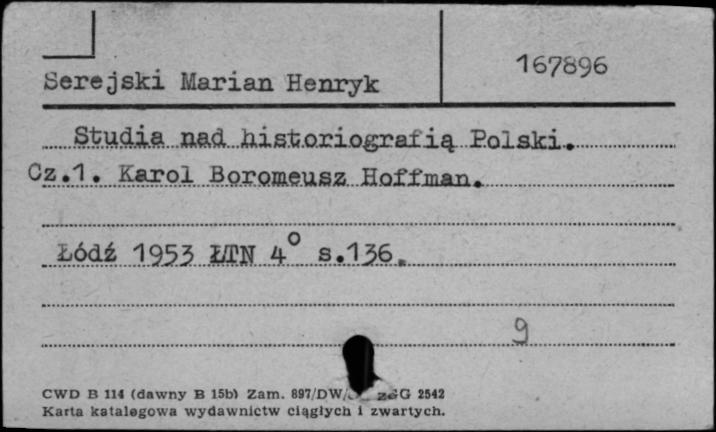 167896
Serejski Marian Henryk
Studia nad historiografią Polski.
Cz.1. Karol Boromeusz Hoffman.
Łódź 1953 ŁTN 4° s.136.
9
CWD B 114 (dawny B 15b) Zam. 897/DW/ zSG 2542
Karta katalogowa wydawnictw ciągłych i zwartych.